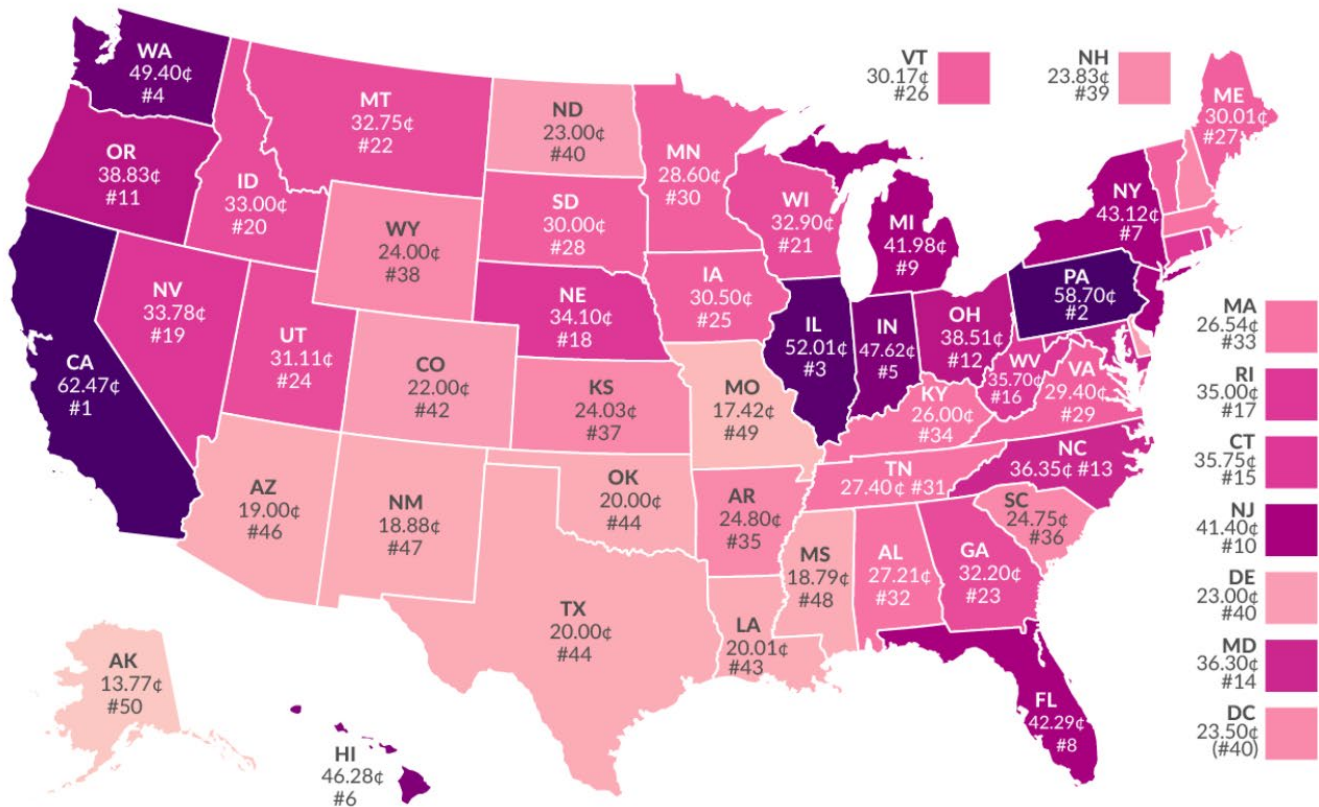 WA
49.40¢
#4
MT
32.75¢
#22
ND
23.00¢
#40
VT
30.17¢
#26
NH
23.83¢
#39
ME
30.01¢
#27
OR
38.83¢
#11
ID
33.00¢
#20
MN
28.60¢
#30
WI
32.90¢
#21
MI
41.98¢
#9
NY
43.12¢
#7
SD
30.00¢
#28
WY
24.00¢
#38
NV
33.78¢
#19
UT
31.11¢
#24
NE
34.10¢
#18
IA
30.50¢
#25
PA
58.70¢
#2
IL
52.01¢
#3
IN
47.62¢
#5
OH
38.51¢
#12
MA
26.54¢
#33
CA
62.47¢
#1
CO
22.00¢
#42
KS
24.03¢
#37
MO
17.42¢
#49
KY
26.00¢
#34
WV
35.70¢
#16
VA
29.40¢
#29
RI
35.00¢
#17
CT
35.75¢
#15
AZ
19.00¢
#46
NM
18.88¢
#47
OK
20.00¢
#44
AR
24.80¢
#35
TN
27.40¢ #31
NC
36.35¢ #13
SC
24.75¢
#36
NJ
41.40¢
#10
MS
18.79¢
#48
AL
27.21¢
#32
GA
32.20¢
#23
DE
23.00¢
#40
TX
20.00¢
#44
LA
20.01¢
#43
MD
36.30¢
#14
AK
13.77¢
#50
HI
46.28¢
#6
FL
42.29¢
#8
DC
23.50¢
(#40)